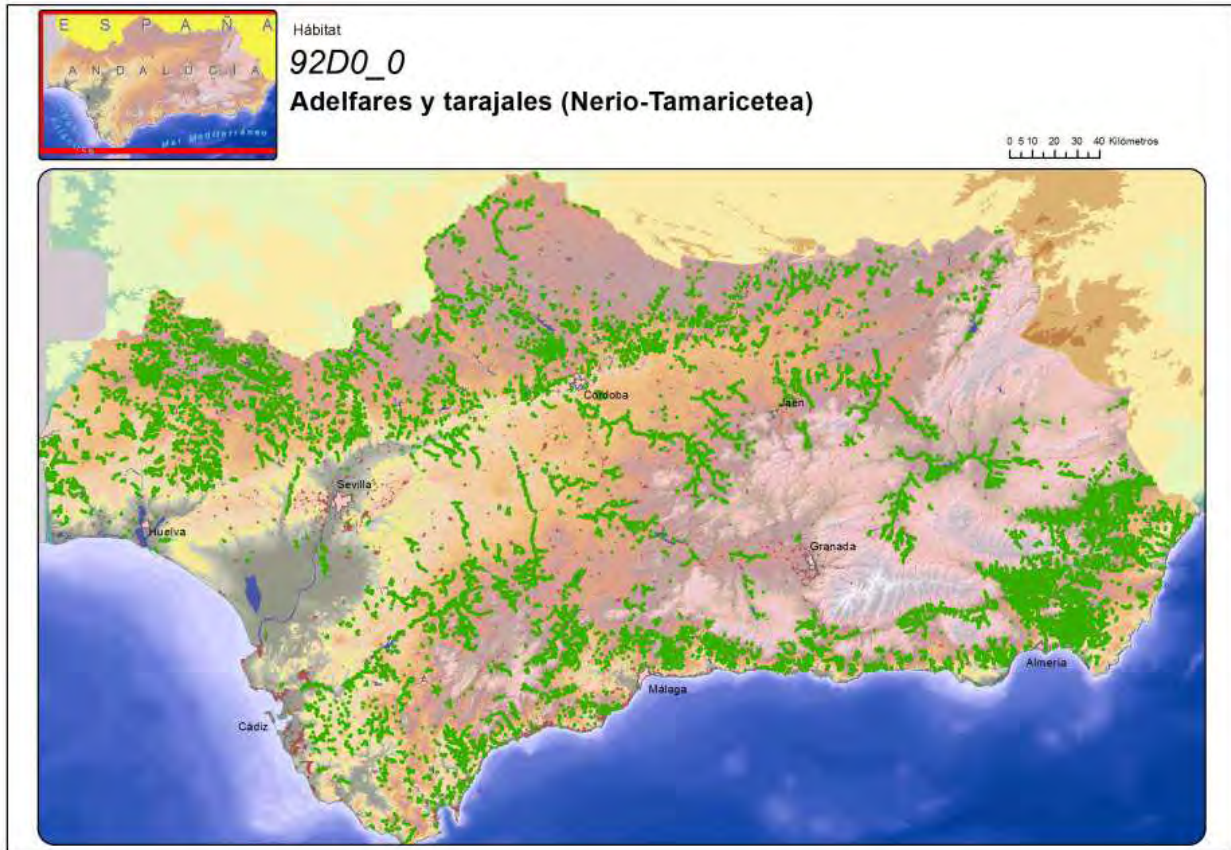 E S P A Ñ A
A N D A L U C Í A
Mar Mediterráneo
Hábitat
92D0_0
Adelfares y tarajales (Nerio-Tamaricetea)
0 5 10 20 30 40 Kilómetros
Córdoba
Jaén
Sevilla
Huelva
Granada
Almería
Málaga
Cádiz